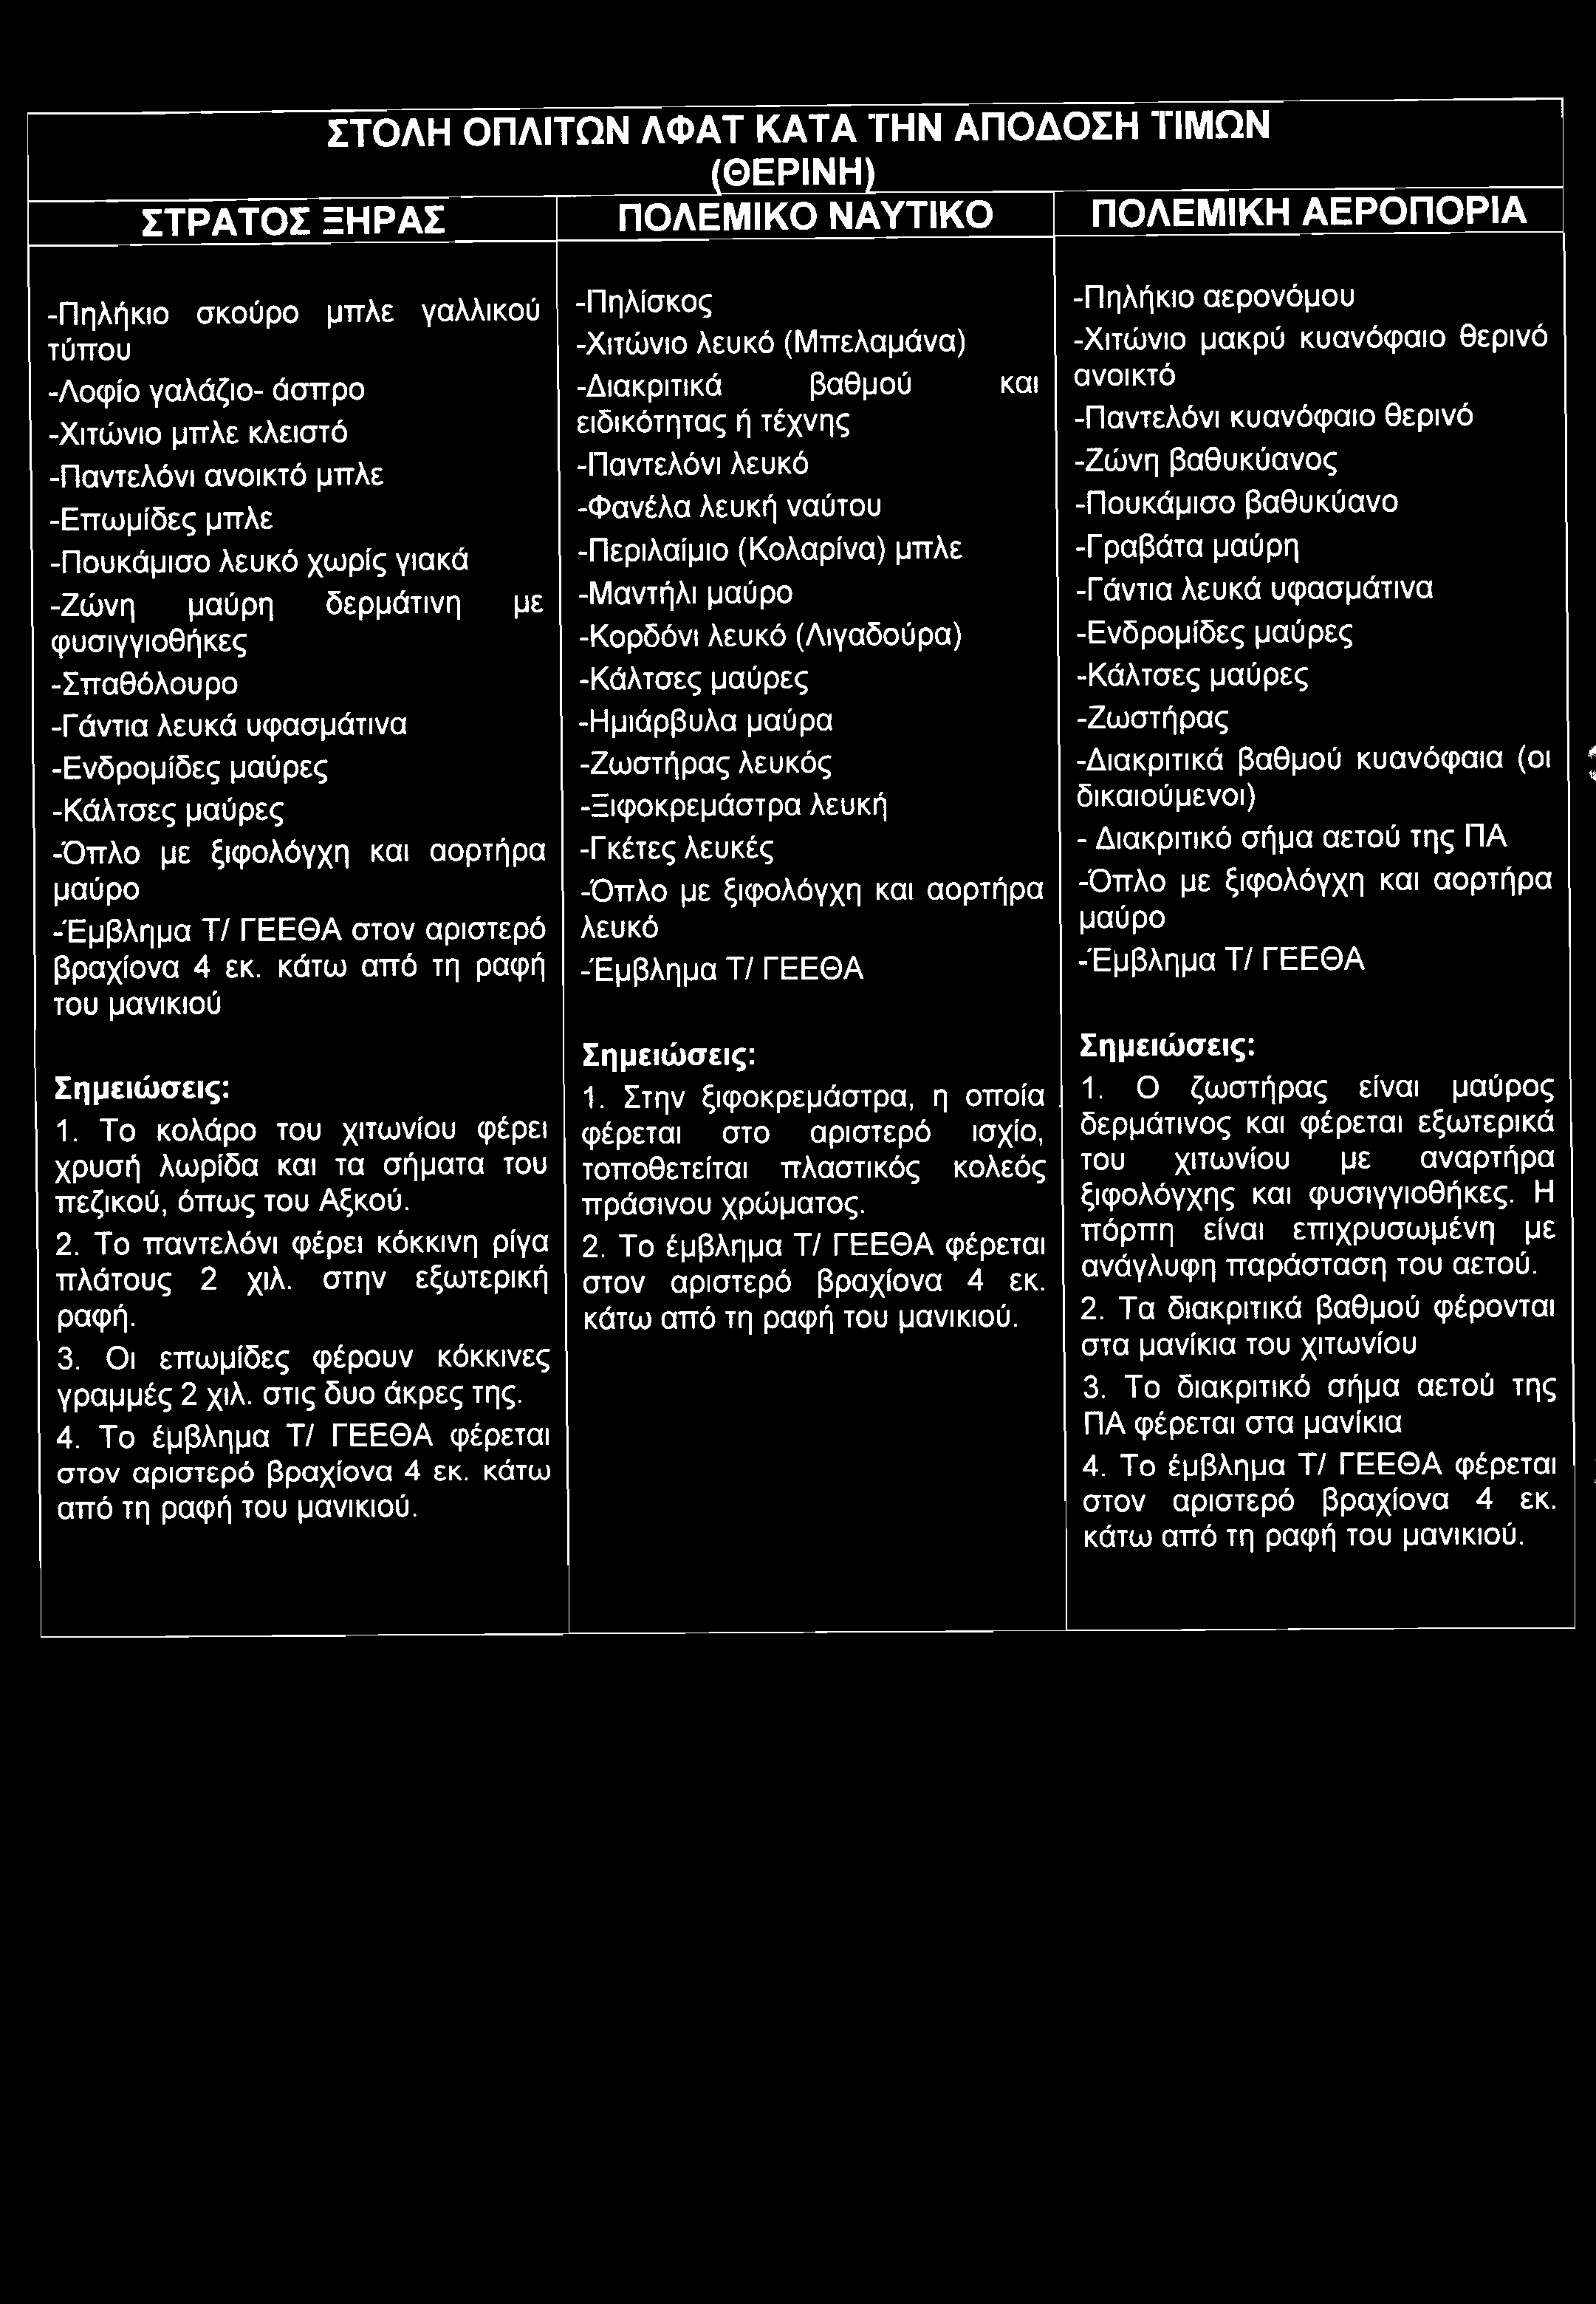 ΣΤΟΛΗ ΟΠΛΙΤΩΝ ΛΦΑΤ ΚΑΤΑ ΤΗΝ ΑΠΟΔΟΣΗ ΤΙΜΩΝ
(ΘΕΡΙΝΗ)
ΣΤΡΑΤΟΣ ΞΗΡΑΣ
-Πηλήκιο σκούρο μπλε γαλλικού
τύπου
-Λοφίο γαλάζιο- άσπρο
-Χιτώνιο μπλε κλειστό
-Παντελόνι ανοικτό μπλε
-Επωμίδες μπλε
-Πουκάμισο λευκό χωρίς γιακά
-Ζώνη μαύρη δερμάτινη με
φυσιγγιοθήκες
-Σπαθόλουρο
-Γάντια λευκά υφασμάτινα
-Ενδρομίδες μαύρες
-Κάλτσες μαύρες
-Όπλο με ξιφολόγχη και αορτήρα
μαύρο
-Έμβλημα Τ/ ΓΕΕΘΑ στον αριστερό
βραχίονα 4 εκ. κάτω από τη ραφή
του μανικιού
Σημειώσεις:
1. Το κολάρο του χιτωνίου φέρει
χρυσή λωρίδα και τα σήματα του
πεζικού, όπως του Αξκού.
2. Το παντελόνι φέρει κόκκινη ρίγα
πλάτους 2 χιλ. στην εξωτερική
ραφή.
3. Οι επωμίδες φέρουν κόκκινες
γραμμές 2 χιλ. στις δυο άκρες της.
4. Το έμβλημα Τ/ ΓΕΕΘΑ φέρεται
στον αριστερό βραχίονα 4 εκ. κάτω
από τη ραφή του μανικιού.
ΠΟΛΕΜΙΚΟ ΝΑΥΤΙΚΟ
-Πηλίσκος
-Χιτώνιο λευκό (Μπελαμάνα)
-Διακριτικά βαθμού και
ειδικότητας ή τέχνης
-Παντελόνι λευκό
-Φανέλα λευκή ναύτου
-Περιλαίμιο (Κολαρίνα) μπλε
-Μαντήλι μαύρο
-Κορδόνι λευκό (Λιγαδούρα)
-Κάλτσες μαύρες
-Ημιάρβυλα μαύρα
-Ζωστήρας λευκός
-Ξιφοκρεμάστρα λευκή
-Γκέτες λευκές
-Όπλο με ξιφολόγχη και αορτήρα
λευκό
-Έμβλημα Τ/ ΓΕΕΘΑ
Σημειώσεις:
1. Στην ξιφοκρεμάστρα, η οποία
φέρεται στο αριστερό ισχίο,
τοποθετείται πλαστικός κολεός
πράσινου χρώματος.
2. Το έμβλημα Τ/ ΓΕΕΘΑ φέρεται
στον αριστερό βραχίονα 4 εκ.
κάτω από τη ραφή του μανικιού.
ΠΟΛΕΜΙΚΗ ΑΕΡΟΠΟΡΙΑ
-Πηλήκιο αερονόμου
-Χιτώνιο μακρύ κυανόφαιο θερινό
ανοικτό
-Παντελόνι κυανόφαιο θερινό
-Ζώνη βαθυκύανος
-Πουκάμισο βαθυκύανο
-Γραβάτα μαύρη
-Γάντια λευκά υφασμάτινα
-Ενδρομίδες μαύρες
-Κάλτσες μαύρες
-Ζωστήρας
-Διακριτικά βαθμού κυανόφαια (οι
δικαιούμενοι)
- Διακριτικό σήμα αετού της ΠΑ
-Όπλο με ξιφολόγχη και αορτήρα
μαύρο
-Έμβλημα Τ/ ΓΕΕΘΑ
Σημειώσεις:
1. Ο ζωστήρας είναι μαύρος
δερμάτινος και φέρεται εξωτερικά
του χιτωνίου με αναρτήρα
ξιφολόγχης και φυσιγγιοθήκες. Η
πόρπη είναι επιχρυσωμένη με
ανάγλυφη παράσταση του αετού.
2. Τα διακριτικά βαθμού φέρονται
στα μανίκια του χιτωνίου
3. Το διακριτικό σήμα αετού της
ΠΑ φέρεται στα μανίκια
4. Το έμβλημα Τ/ ΓΕΕΘΑ φέρεται
στον αριστερό βραχίονα 4 εκ.
κάτω από τη ραφή του μανικιού.